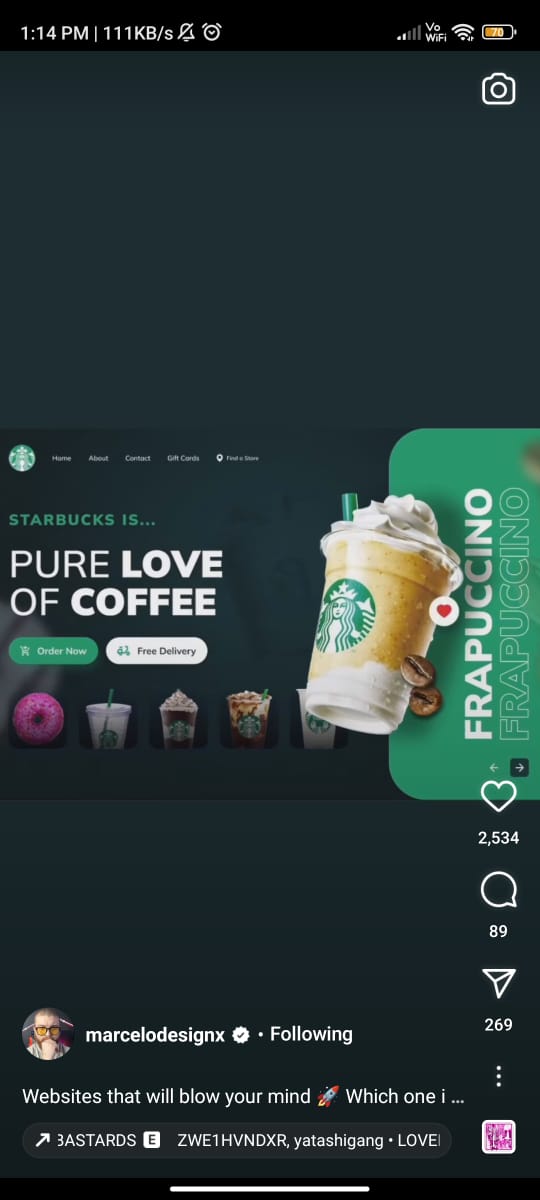 1:14 PM | 111KB/s
Vo
WiFi
70
Home About Contact Gift Cards Find a Store
STARBUCKS IS...
PURE LOVE
OF COFFEE
Order Now Free Delivery
FRAPUCCINO
FRAPUCCINO
2,534
89
269
marcelodesignx • Following
Websites that will blow your mind 🚀 Which one i ...
BASTARDS E ZWE1HVNDXR, yatashigang • LOVE